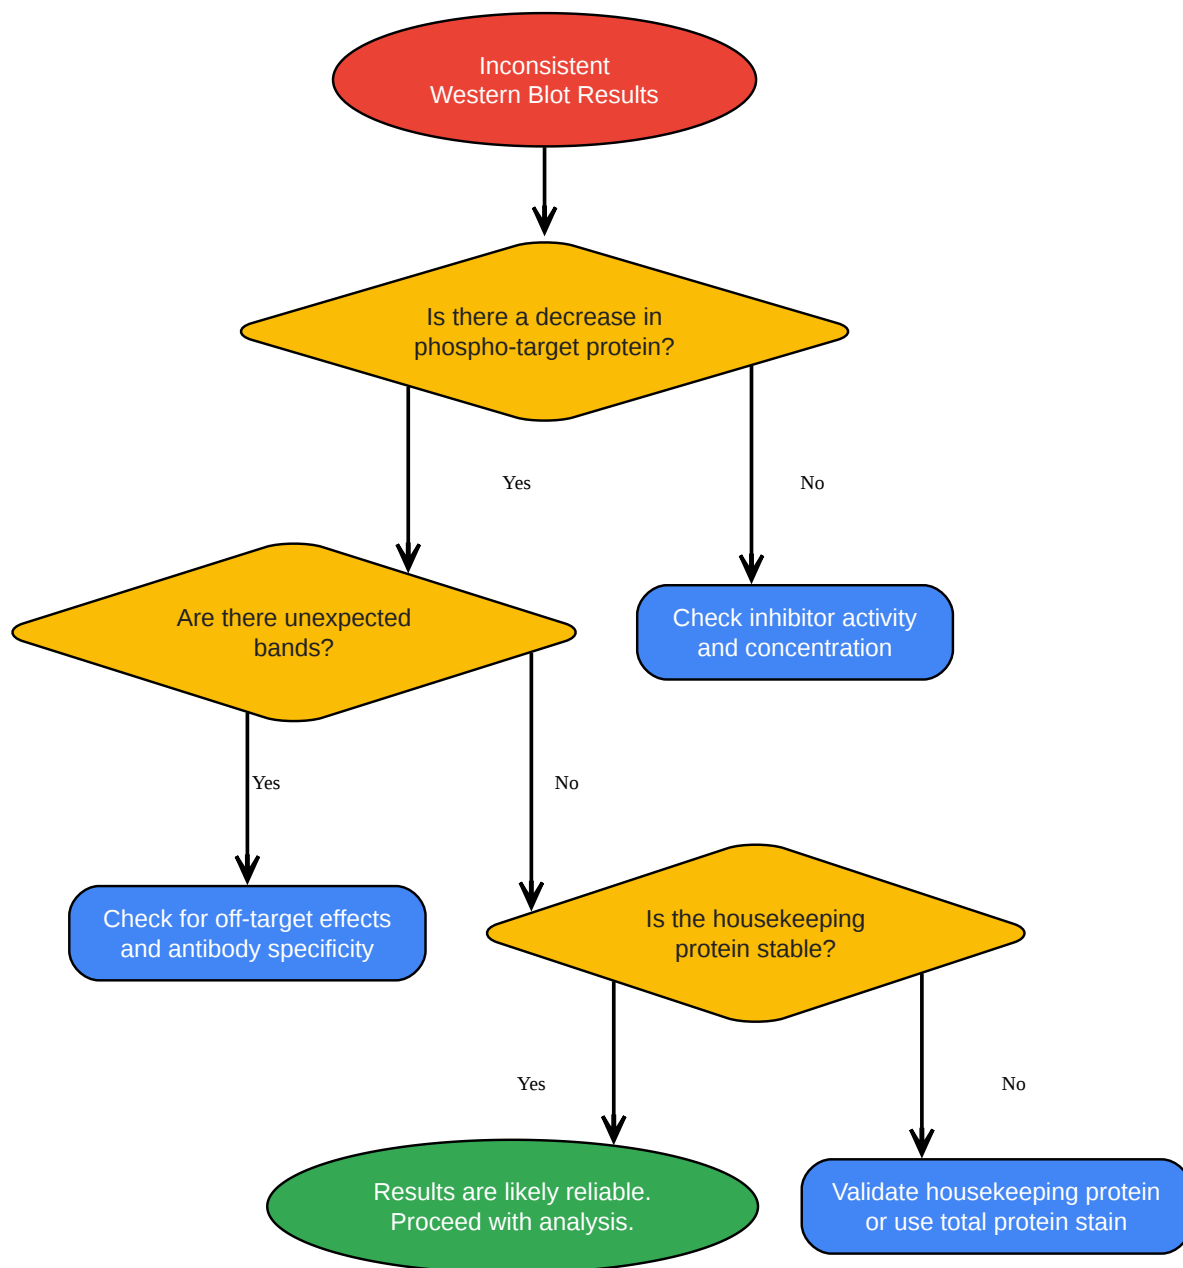 Inconsistent
Western Blot Results
Is there a decrease in
phospho-target protein?
Yes
No
Are there unexpected
bands?
Check inhibitor activity
and concentration
Yes
No
Check for off-target effects
and antibody specificity
Is the housekeeping
protein stable?
Yes
No
Results are likely reliable.
Proceed with analysis.
Validate housekeeping protein
or use total protein stain